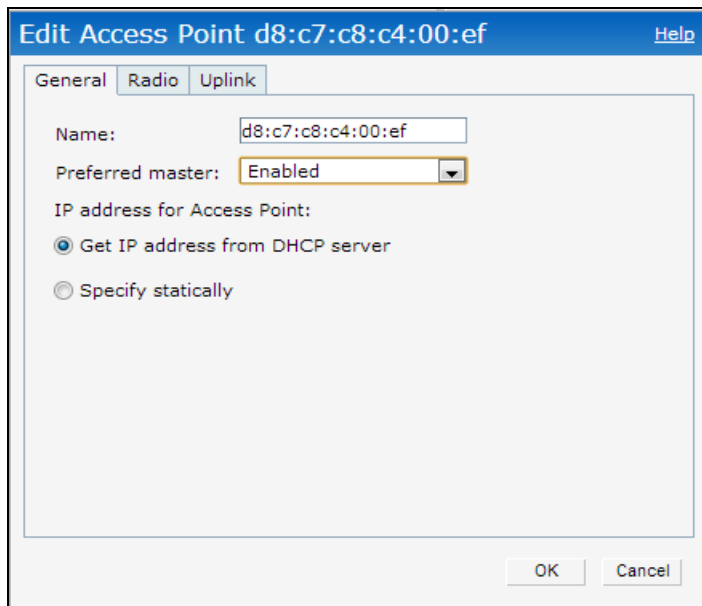 Edit Access Point d8:c7:c8:c4:00:ef Help
General Radio Uplink
Name: d8:c7:c8:c4:00:ef
Preferred master: Enabled
IP address for Access Point:
Get IP address from DHCP server
Specify statically
OK Cancel